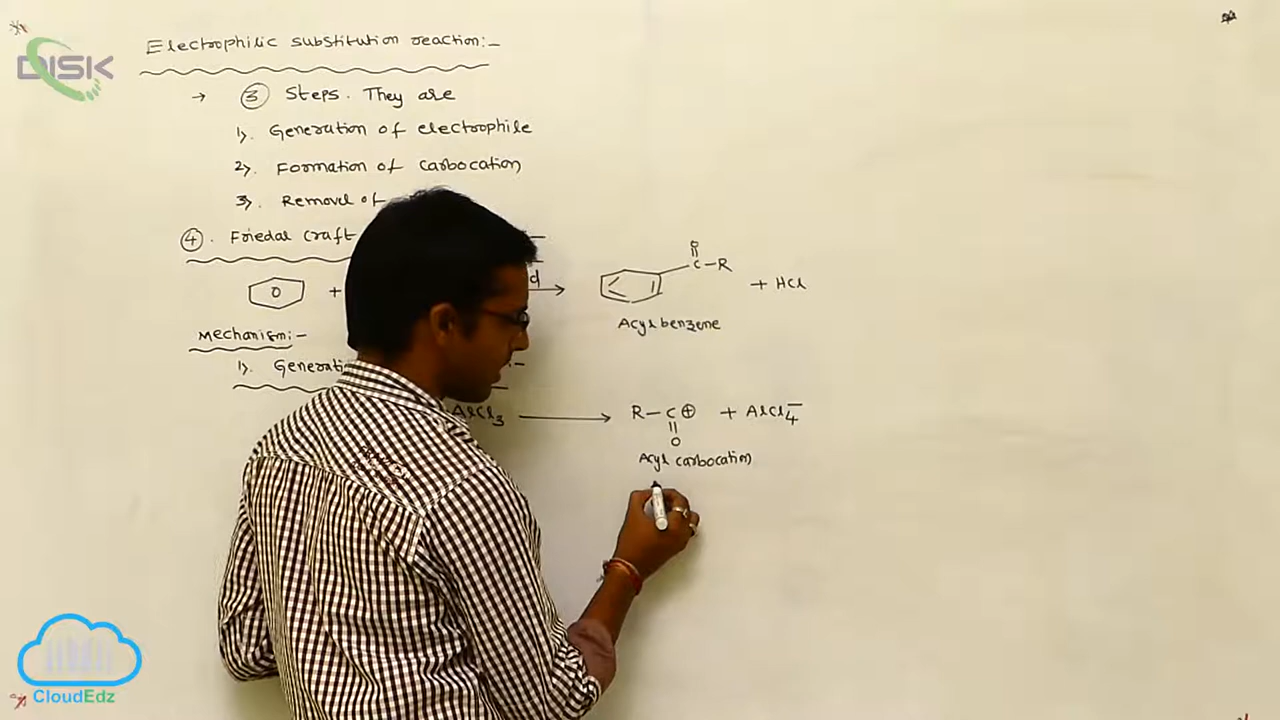 DISK
Electrophilic substitution reaction:-
→ 3 Steps. They are
1). Generation of electrophile
2). Formation of carbocation
3). Removal of
4. Friedal craft
O + d → C-R O + HCl
Acyl benzene
Mechanism:-
1).
AlCl3 → R-C⊕ + AlCl4-
O
Acyl carbocation
CloudEdz